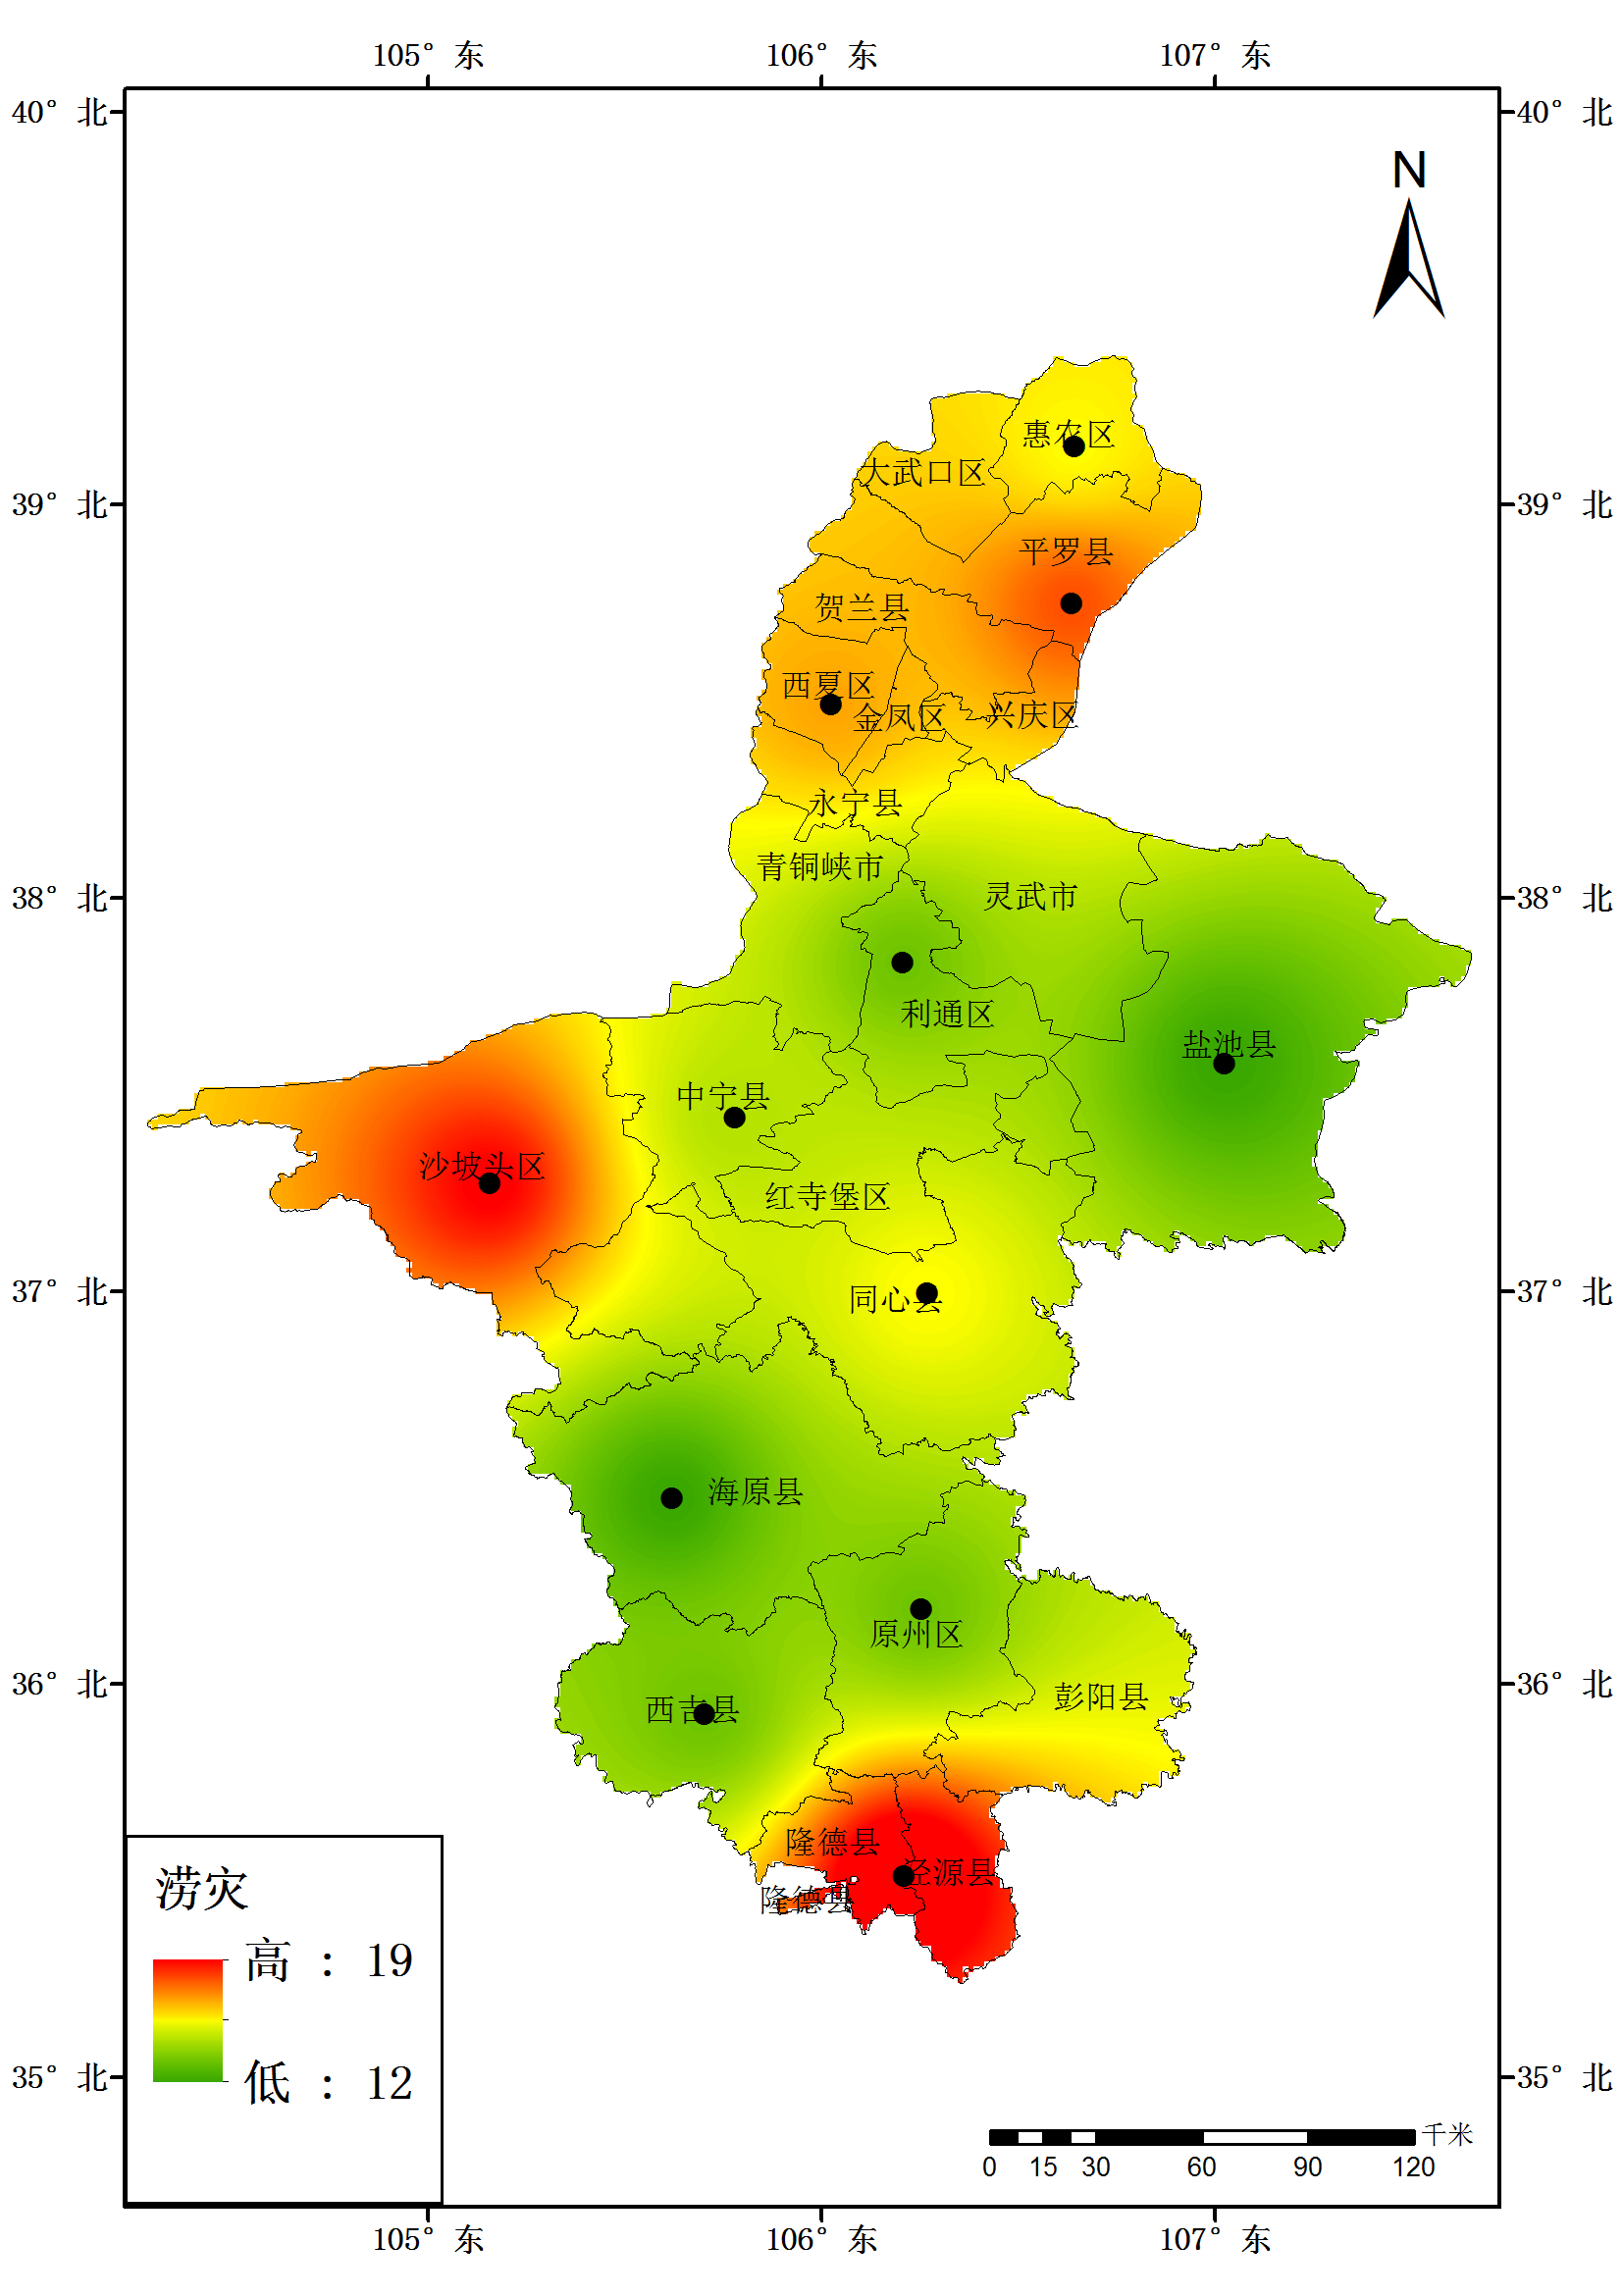 105° 东 106° 东 107° 东
40° 北 40° 北
N
惠农区
大武口区
39° 北 39° 北
平罗县
贺兰县
西夏区
金凤区 兴庆区
永宁县
青铜峡市
灵武市
38° 北 38° 北
利通区
盐池县
中宁县
沙坡头区
红寺堡区
同心县
37° 北 37° 北
海原县
原州区
彭阳县
36° 北 36° 北
西吉县
隆德县
泾源县
隆德县
涝灾
高 : 19
低 : 12
35° 北 35° 北
千米
0 15 30 60 90 120
105° 东 106° 东 107° 东